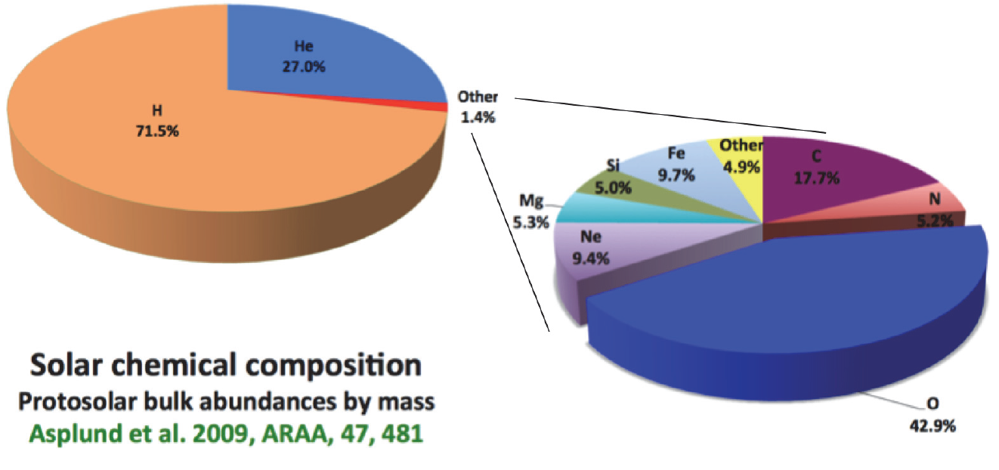 He
27.0%
H
71.5%
Other
1.4%
C
17.7%
N
5.2%
O
42.9%
Ne
9.4%
Mg
5.3%
Si
5.0%
Fe
9.7%
Other
4.9%
Solar chemical composition
Protosolar bulk abundances by mass
Asplund et al. 2009, ARAA, 47, 481